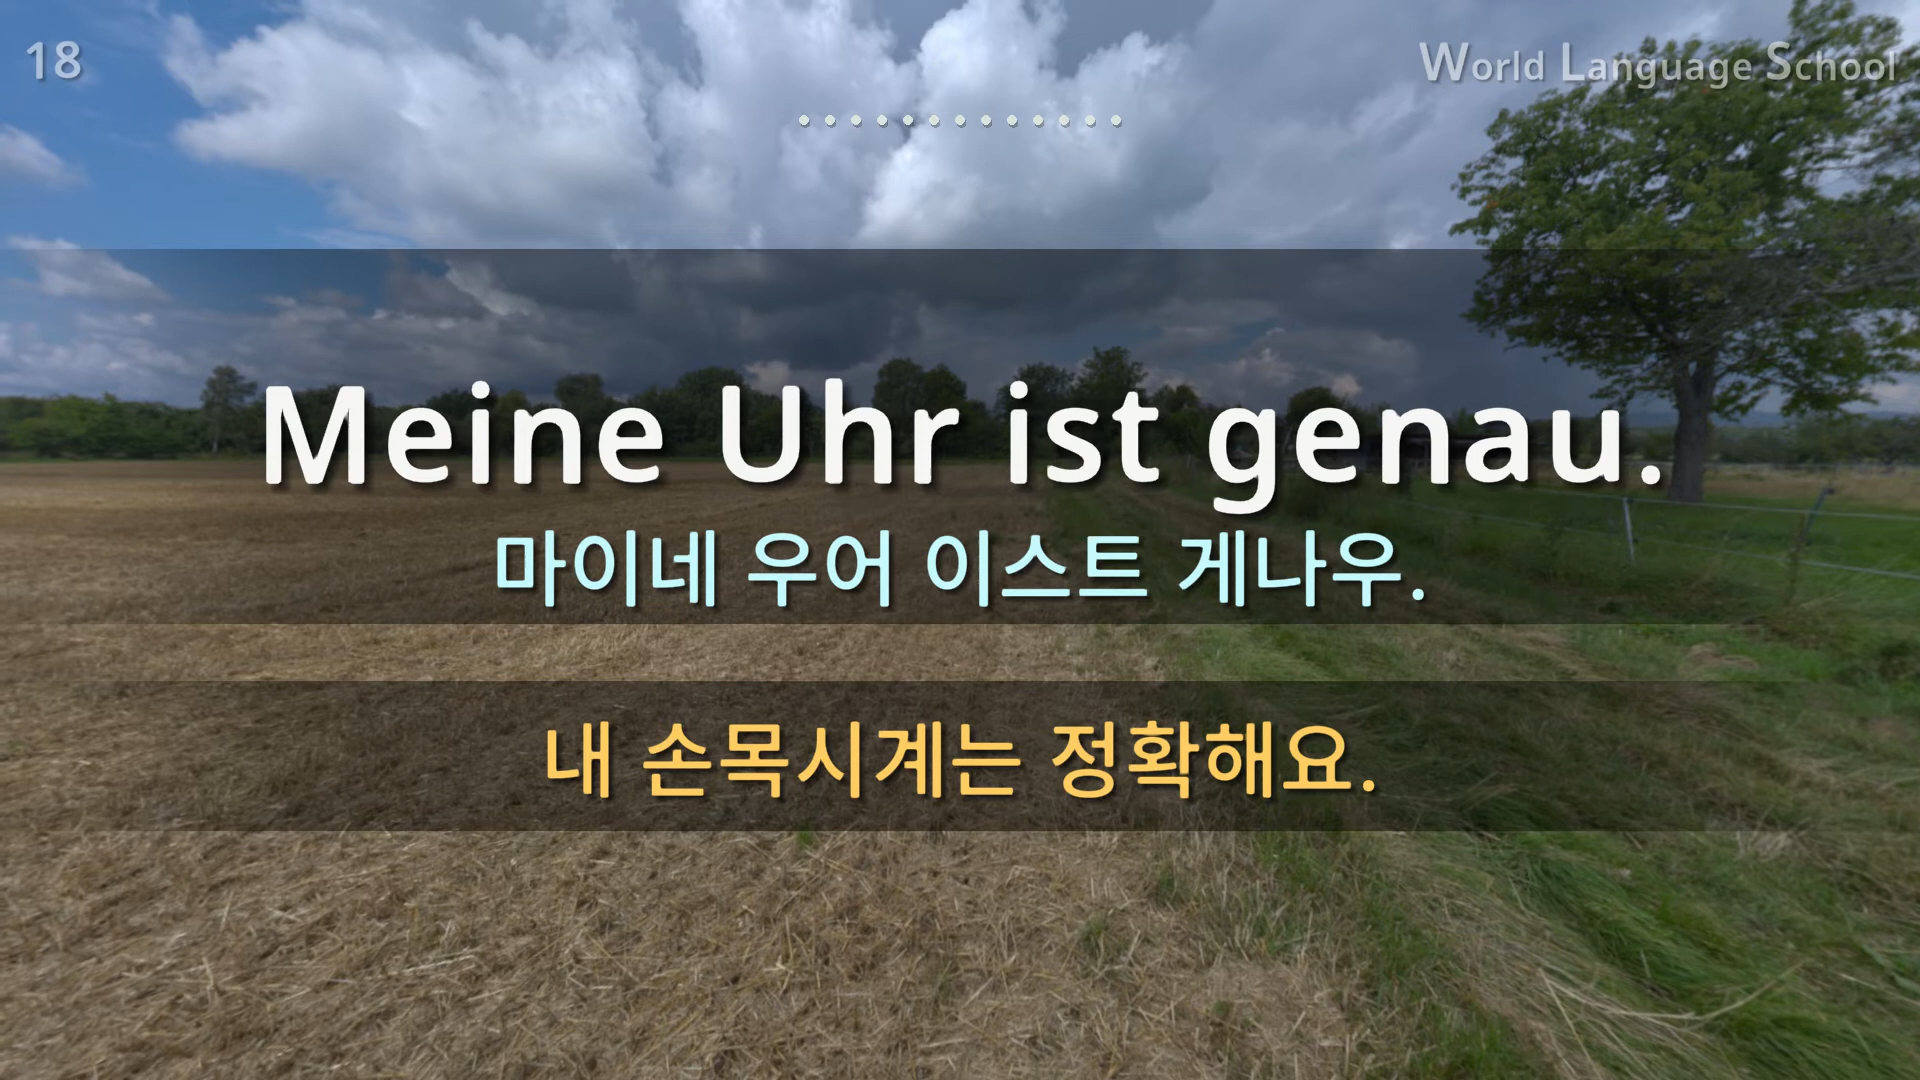 18
World Language School
Meine Uhr ist genau.
마이네 우어 이스트 게나우.
내 손목시계는 정확해요.